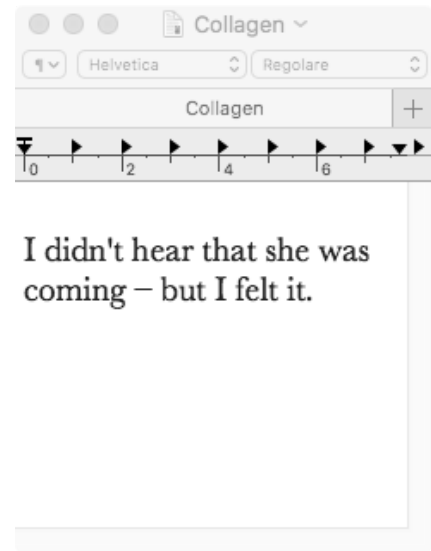 Collagen
¶ Helvetica Regolare
Collagen +
0 2 4 6
I didn't hear that she was
coming – but I felt it.